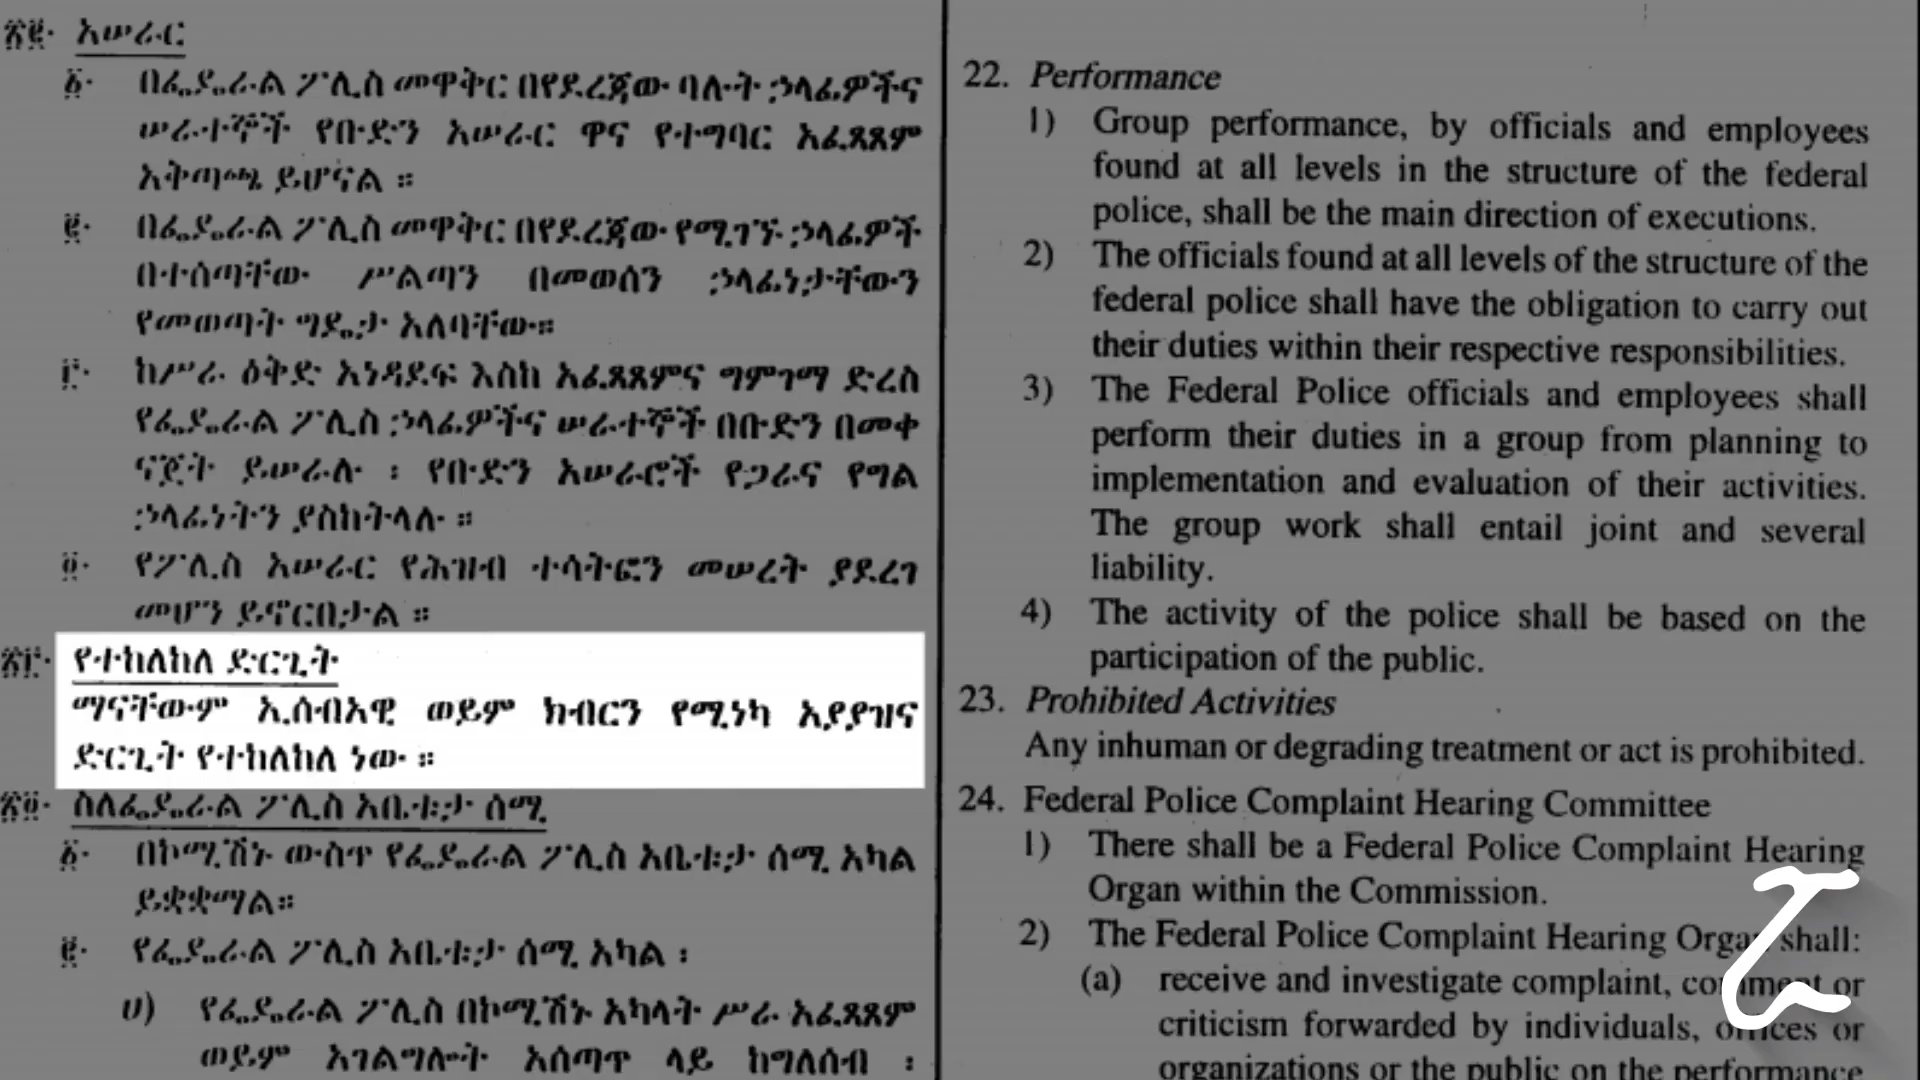 ፳፪· አሠራር
፩· በፌዴራል ፖሊስ መዋቅር በየደረጃው ባሉት ኃላፊዎችና
ሠራተኞች የቡድን አሠራር ዋና የተግባር አፈጻጸም
አቅጣጫ ይሆናል ።
፪· በፌዴራል ፖሊስ መዋቅር በየደረጃው የሚገኙ ኃላፊዎች
በተሰጣቸው ሥልጣን በመወሰን ኃላፊነታቸውን
የመወጣት ግዴታ አለባቸው።
፫· ከሥራ ዕቅድ አነዳደፍ እስከ አፈጻጸምና ግምገማ ድረስ
የፌዴራል ፖሊስ ኃላፊዎችና ሠራተኞች በቡድን በመቀ
ናጀት ይሠራሉ ፡ የቡድን አሠራሮች የጋራና የግል
ኃላፊነትን ያስከትላሉ ።
፬· የፖሊስ አሠራር የሕዝብ ተሳትፎን መሠረት ያደረገ
መሆን ይኖርበታል ።
፳፫· የተከለከለ ድርጊት
ማናቸውም ኢሰብአዊ ወይም ክብርን የሚነካ አያያዝና
ድርጊት የተከለከለ ነው ።
፳፬· ስለፌዴራል ፖሊስ አቤቱታ ሰሚ
፩· በኮሚሽኑ ውስጥ የፌዴራል ፖሊስ አቤቱታ ሰሚ አካል
ይቋቋማል።
፪· የፌዴራል ፖሊስ አቤቱታ ሰሚ አካል ፡
ሀ) የፌዴራል ፖሊስ በኮሚሽኑ አካላት ሥራ አፈጻጸም
ወይም አገልግሎት አሰጣጥ ላይ ከግለሰብ ፡
22. Performance
1) Group performance, by officials and employees
found at all levels in the structure of the federal
police, shall be the main direction of executions.
2) The officials found at all levels of the structure of the
federal police shall have the obligation to carry out
their duties within their respective responsibilities.
3) The Federal Police officials and employees shall
perform their duties in a group from planning to
implementation and evaluation of their activities.
The group work shall entail joint and several
liability.
4) The activity of the police shall be based on the
participation of the public.
23. Prohibited Activities
Any inhuman or degrading treatment or act is prohibited.
24. Federal Police Complaint Hearing Committee
1) There shall be a Federal Police Complaint Hearing
Organ within the Commission.
2) The Federal Police Complaint Hearing Organ shall:
(a) receive and investigate complaint, comment or
criticism forwarded by individuals, offices or
organizations or the public on the performance